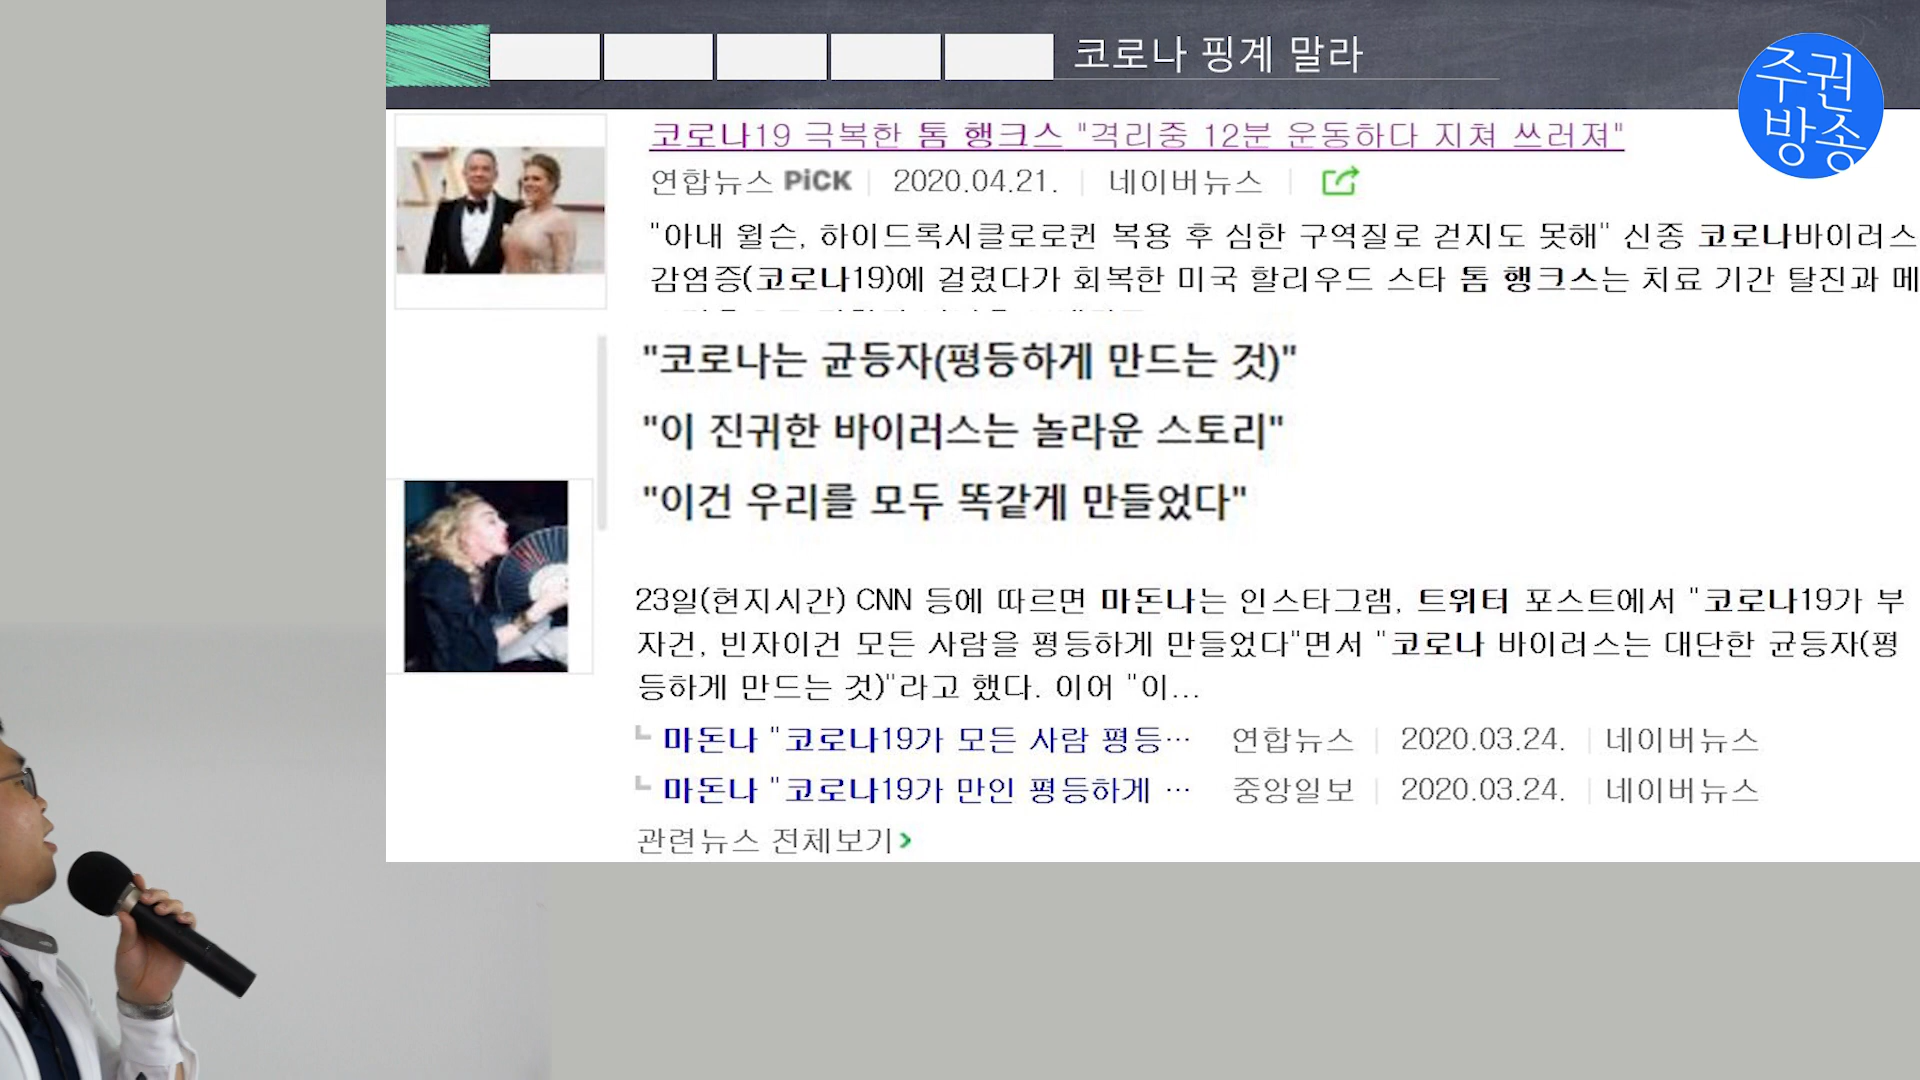 코로나 핑계 말라
주권
방송
코로나19 극복한 톰 행크스 "격리중 12분 운동하다 지쳐 쓰러져"
연합뉴스 PiCK 2020.04.21. 네이버뉴스
"아내 윌슨, 하이드록시클로로퀸 복용 후 심한 구역질로 걷지도 못해" 신종 코로나바이러스
감염증(코로나19)에 걸렸다가 회복한 미국 할리우드 스타 톰 행크스는 치료 기간 탈진과 메
"코로나는 균등자(평등하게 만드는 것)"
"이 진귀한 바이러스는 놀라운 스토리"
"이건 우리를 모두 똑같게 만들었다"
23일(현지시간) CNN 등에 따르면 마돈나는 인스타그램, 트위터 포스트에서 "코로나19가 부
자건, 빈자이건 모든 사람을 평등하게 만들었다"면서 "코로나 바이러스는 대단한 균등자(평
등하게 만드는 것)"라고 했다. 이어 "이...
마돈나 "코로나19가 모든 사람 평등… 연합뉴스 2020.03.24. 네이버뉴스
마돈나 "코로나19가 만인 평등하게 … 중앙일보 2020.03.24. 네이버뉴스
관련뉴스 전체보기